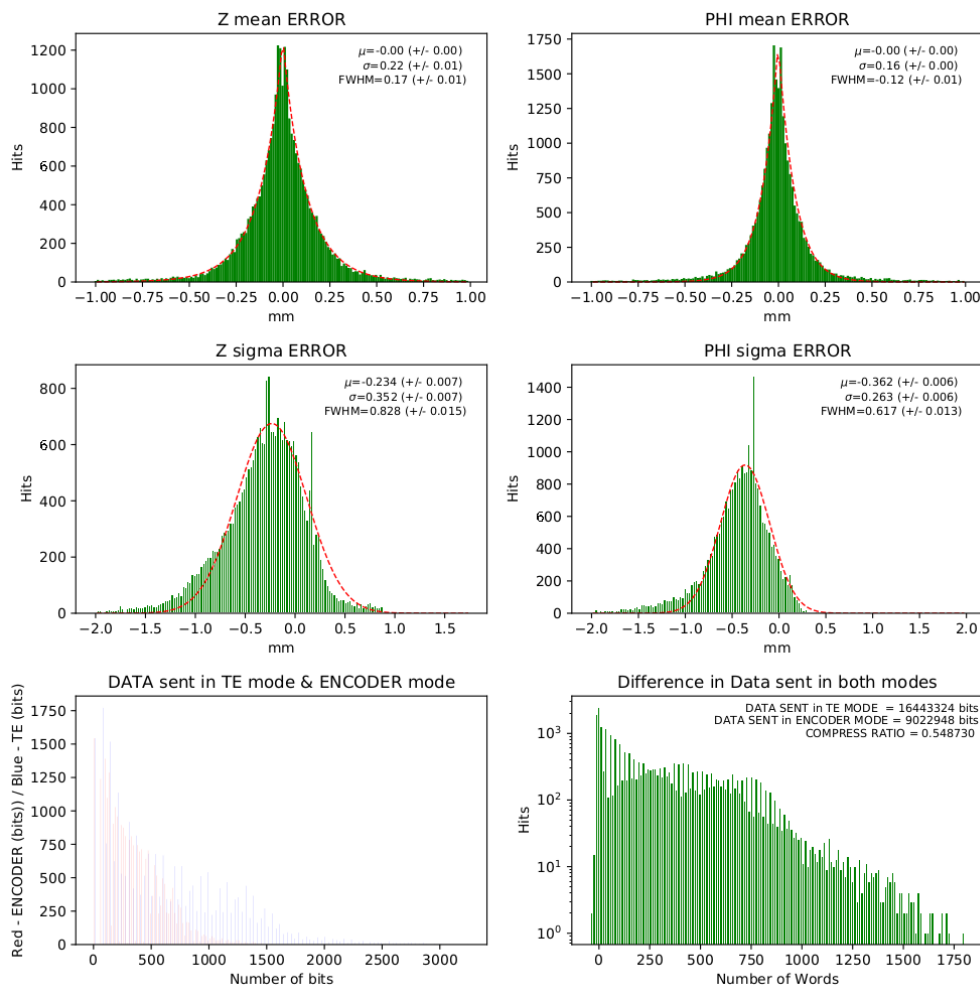 Z mean ERROR
μ=-0.00 (+/- 0.00)
σ=0.22 (+/- 0.01)
FWHM=0.17 (+/- 0.01)
Hits
1200
1000
800
600
400
200
0
−1.00 −0.75 −0.50 −0.25 0.00 0.25 0.50 0.75 1.00
mm
PHI mean ERROR
μ=-0.00 (+/- 0.00)
σ=0.16 (+/- 0.00)
FWHM=-0.12 (+/- 0.01)
Hits
1750
1500
1250
1000
750
500
250
0
−1.00 −0.75 −0.50 −0.25 0.00 0.25 0.50 0.75 1.00
mm
Z sigma ERROR
μ=-0.234 (+/- 0.007)
σ=0.352 (+/- 0.007)
FWHM=0.828 (+/- 0.015)
Hits
800
600
400
200
0
−2.0 −1.5 −1.0 −0.5 0.0 0.5 1.0 1.5
mm
PHI sigma ERROR
μ=-0.362 (+/- 0.006)
σ=0.263 (+/- 0.006)
FWHM=0.617 (+/- 0.013)
Hits
1400
1200
1000
800
600
400
200
0
−2.0 −1.5 −1.0 −0.5 0.0 0.5 1.0 1.5 2.0
mm
DATA sent in TE mode & ENCODER mode
Red - ENCODER (bits)) / Blue - TE (bits)
1750
1500
1250
1000
750
500
250
0
0 500 1000 1500 2000 2500 3000
Number of bits
Difference in Data sent in both modes
DATA SENT in TE MODE = 16443324 bits
DATA SENT in ENCODER MODE = 9022948 bits
COMPRESS RATIO = 0.548730
Hits
10³
10²
10¹
10⁰
0 250 500 750 1000 1250 1500 1750
Number of Words